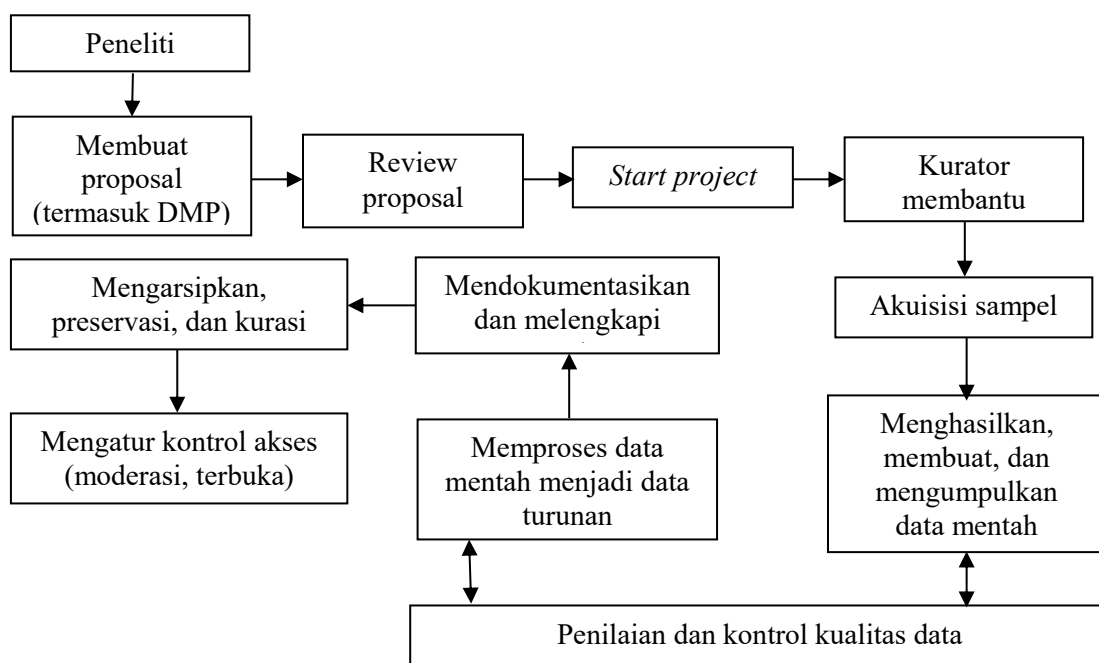 Peneliti
Membuat
proposal
(termasuk DMP)
Review
proposal
Start project
Kurator
membantu
Akuisisi sampel
Menghasilkan,
membuat, dan
mengumpulkan
data mentah
Penilaian dan kontrol kualitas data
Memproses data
mentah menjadi data
turunan
Mendokumentasikan
dan melengkapi
Mengarsipkan,
preservasi, dan kurasi
Mengatur kontrol akses
(moderasi, terbuka)